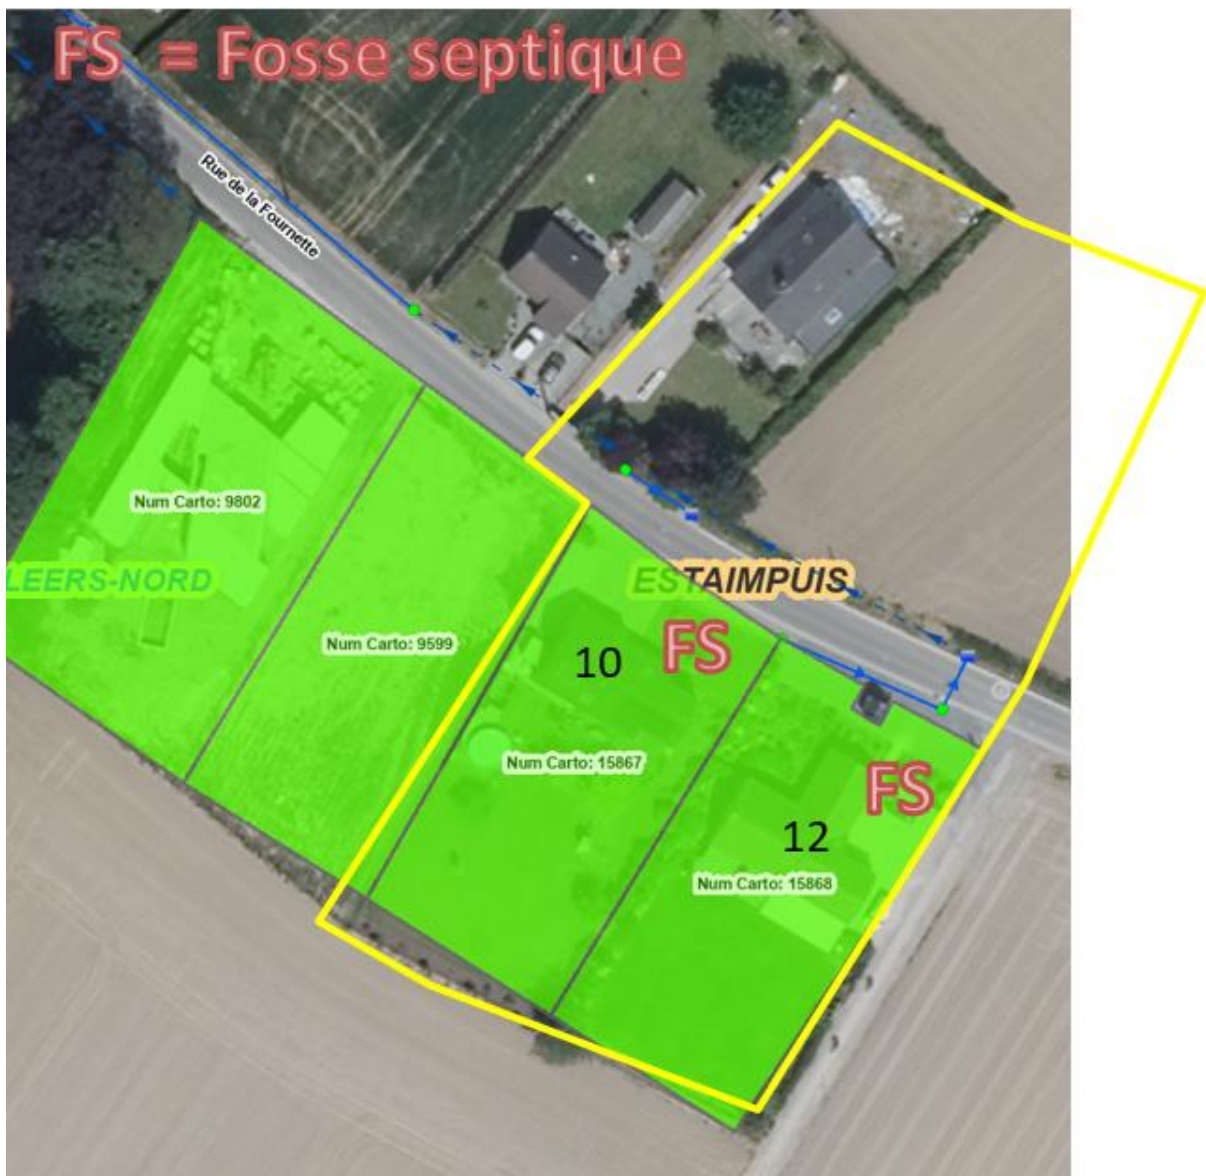 FS = Fosse septique
Rue de la Fournette
Num Carto: 9802
LEERS-NORD
ESTAIMPUIS
Num Carto: 9599
10
FS
Num Carto: 15867
FS
12
Num Carto: 15868